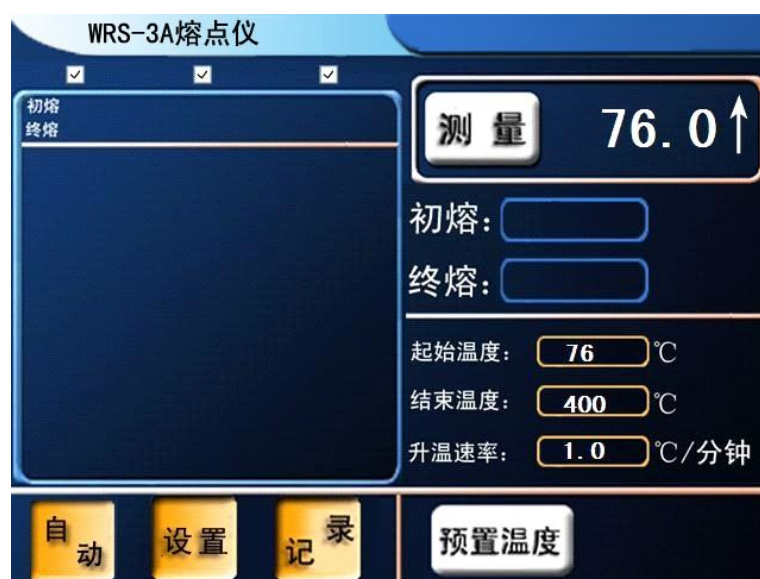 WRS-3A熔点仪
初熔
终熔
测量 76.0↑
初熔：
终熔：
起始温度： 76 ℃
结束温度： 400 ℃
升温速率： 1.0 ℃/分钟
自动 设置 记录 预置温度